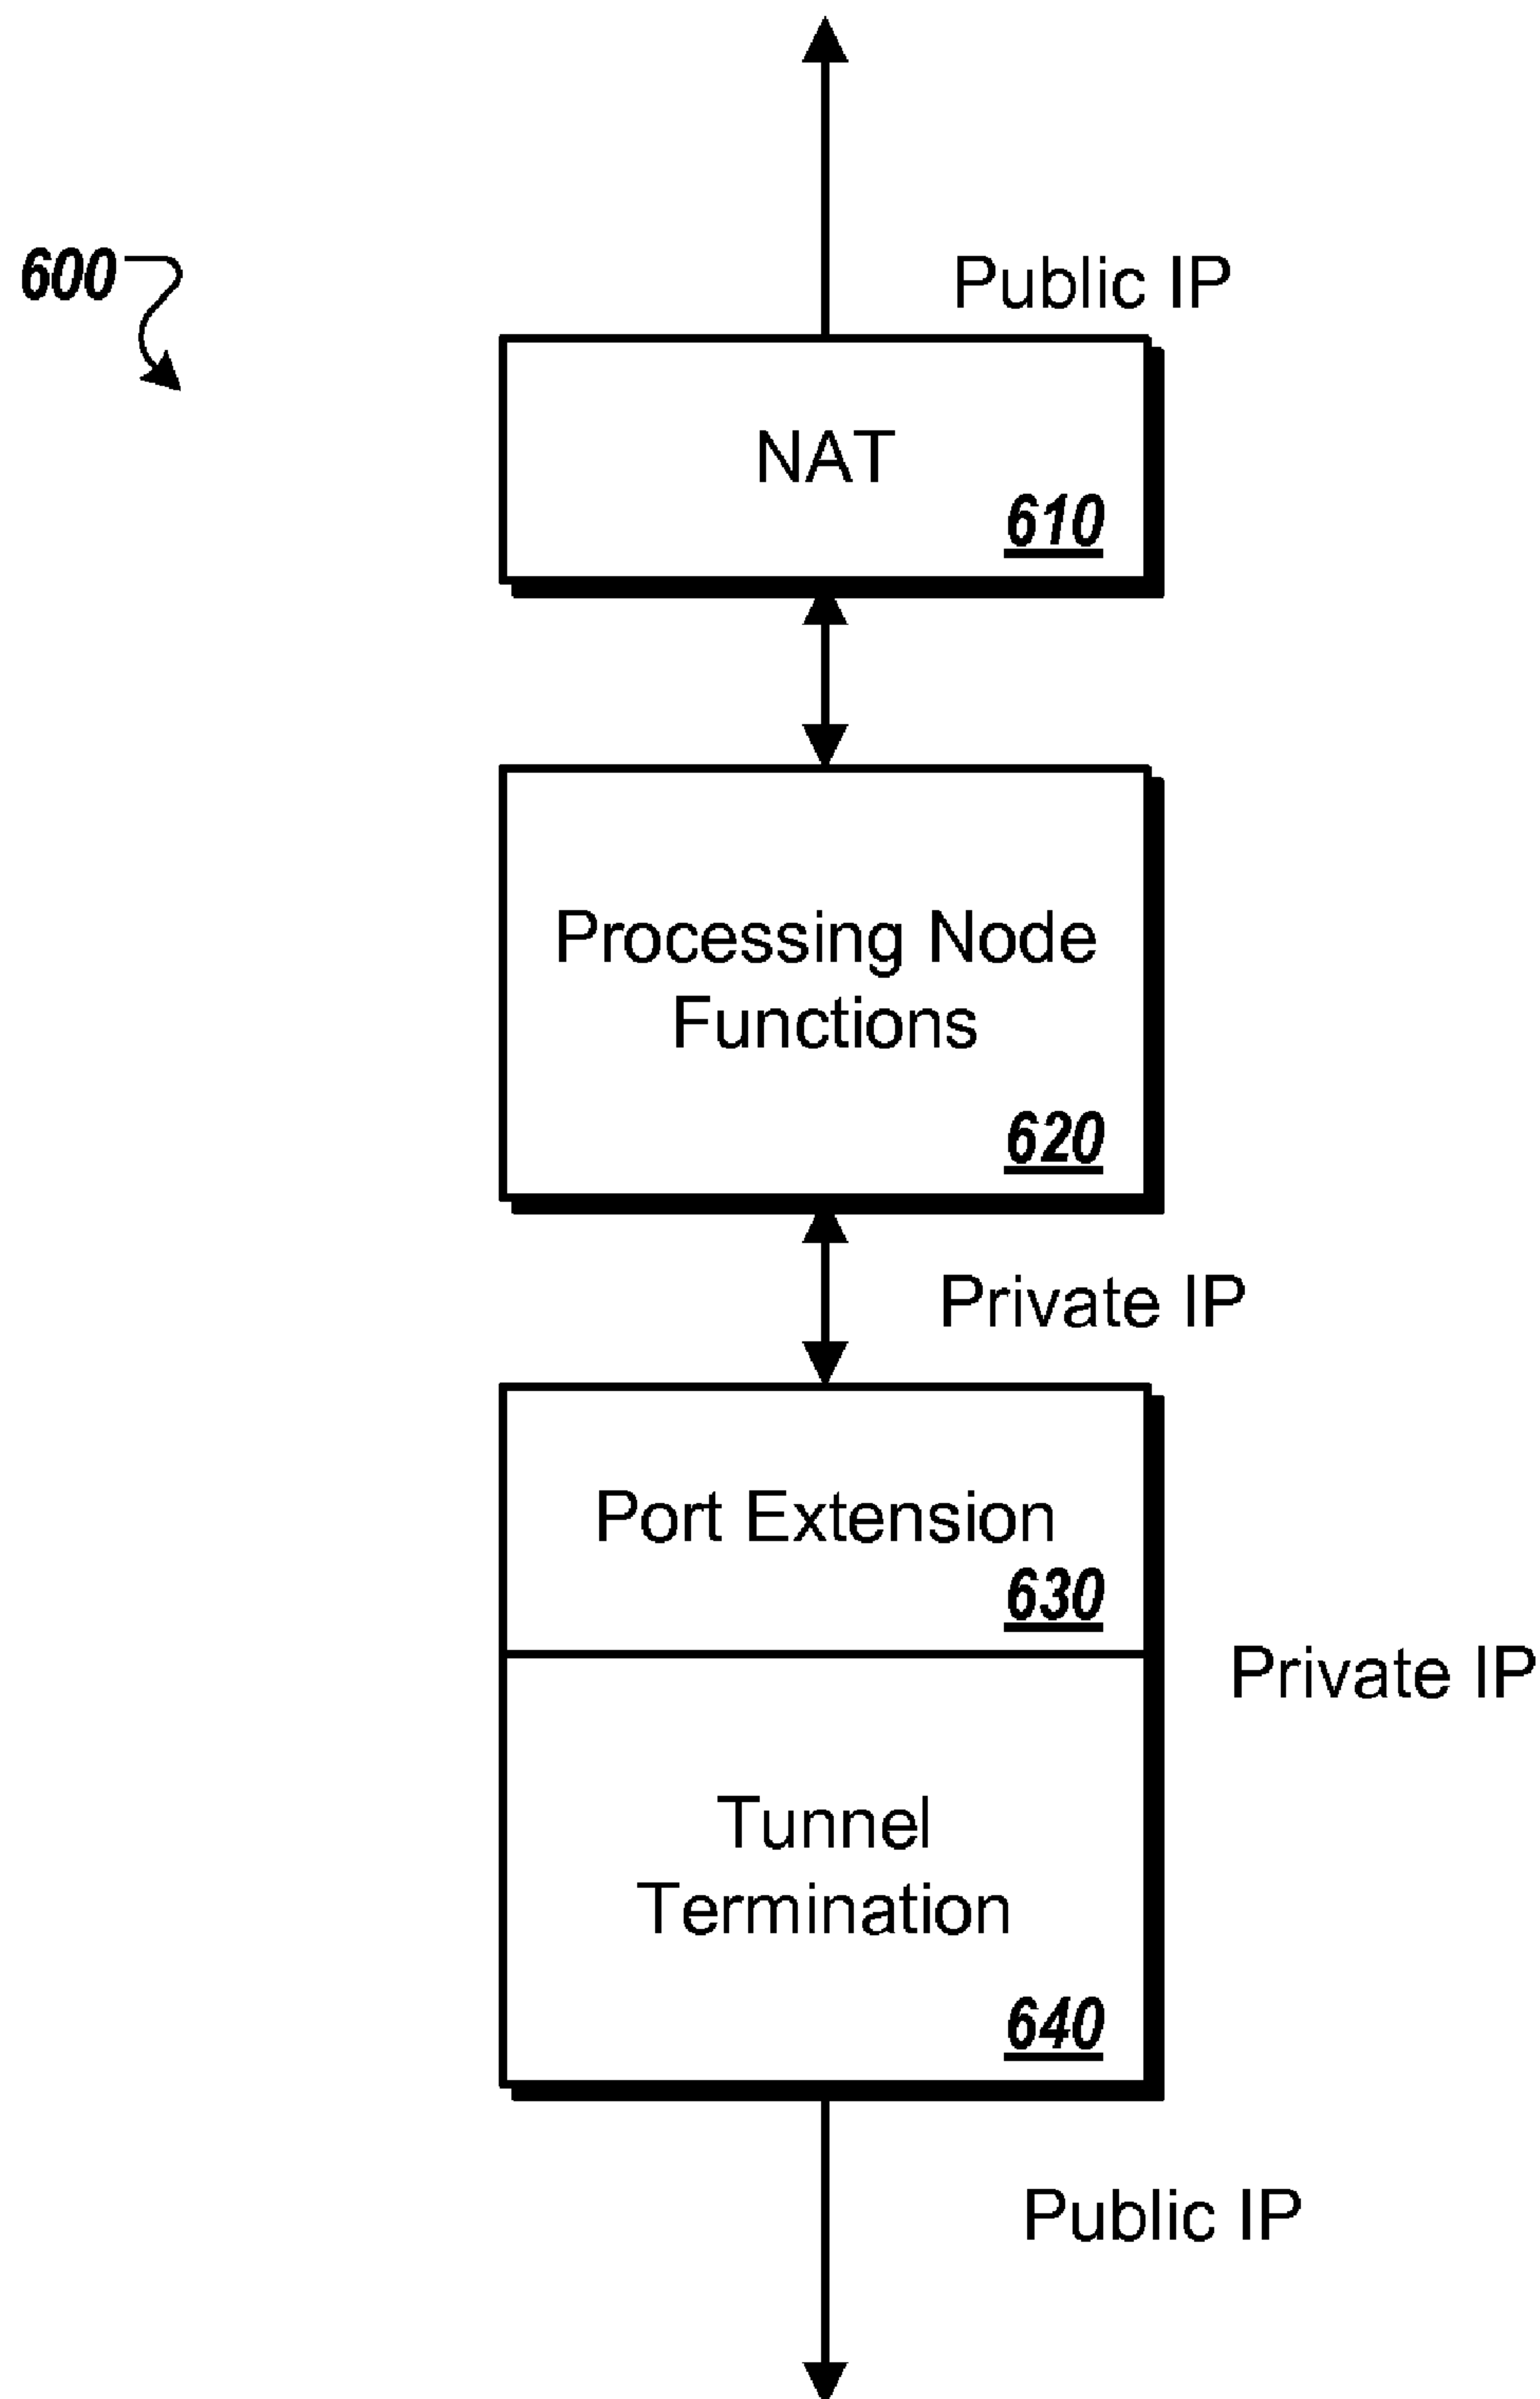 600
Public IP
NAT
610
Processing Node
Functions
620
Private IP
Port Extension
630
Private IP
Tunnel
Termination
640
Public IP